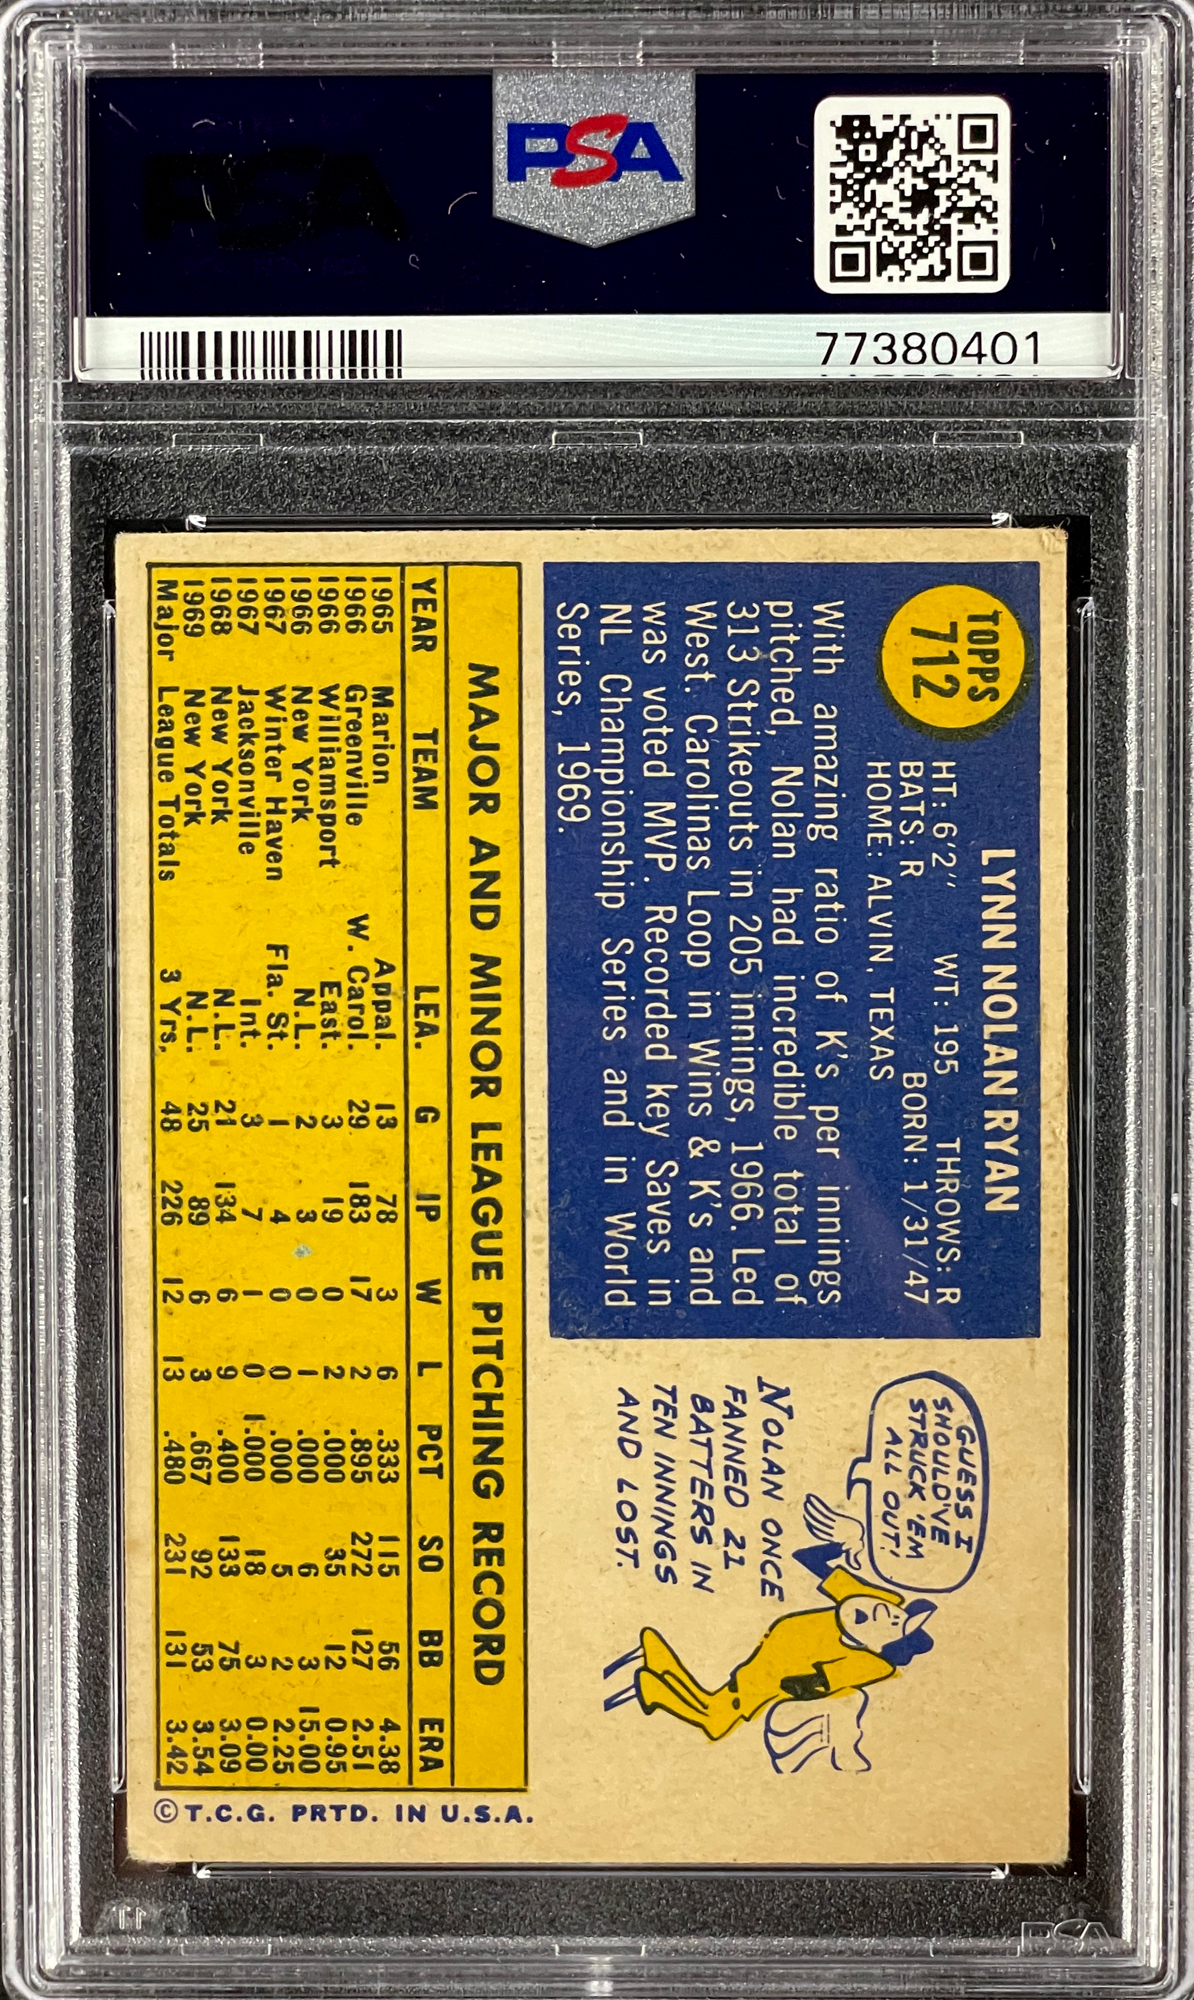 PSA
77380401
TOPPS
712
LYNN NOLAN RYAN
HT: 6'2" WT: 195 THROWS: R
BATS: R BORN: 1/31/47
HOME: ALVIN, TEXAS
With amazing ratio of K's per innings
pitched, Nolan had incredible total of
313 Strikeouts in 205 innings, 1966. Led
West. Carolinas Loop in Wins & K's and
was voted MVP. Recorded key Saves in
NL Championship Series and in World
Series, 1969.
GUESS I
SHOULD'VE
STRUCK 'EM
ALL OUT!
NOLAN ONCE
FANNED 21
BATTERS IN
TEN INNINGS
AND LOST.
MAJOR AND MINOR LEAGUE PITCHING RECORD
YEAR TEAM LEA. G IP W L PCT SO BB ERA
1965 Marion Appal. 13 78 3 6 .333 115 56 4.38
1966 Greenville W. Carol. 29 183 17 2 .895 272 127 2.51
1966 Williamsport East. 3 19 0 2 .000 35 12 0.95
1966 New York N.L. 2 3 0 1 .000 6 3 15.00
1967 Winter Haven Fla. St. 1 4 0 0 .000 5 2 2.25
1967 Jacksonville Int. 3 7 1 0 1.000 18 3 0.00
1968 New York N.L. 21 134 6 9 .400 133 75 3.09
1969 New York N.L. 25 89 6 3 .667 92 53 3.54
Major League Totals 3 Yrs. 48 226 12 13 .480 231 131 3.42
© T.C.G. PRTD. IN U.S.A.
PSA